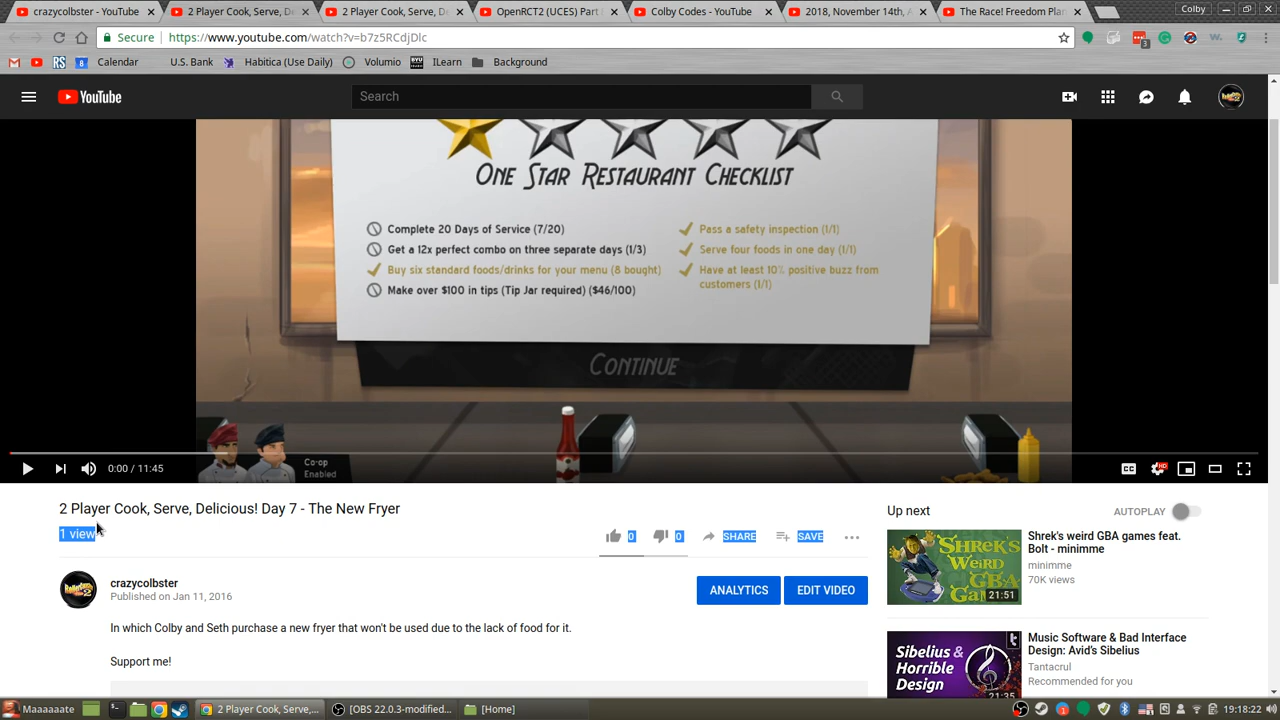 crazycolbster - YouTube
2 Player Cook, Serve, De
2 Player Cook, Serve, De
OpenRCT2 (UCES) Part
Colby Codes - YouTube
2018, November 14th, A
The Race! Freedom Plan
Colby
Secure
https://www.youtube.com/watch?v=b7z5RCdjDlc
3
Calendar
U.S. Bank
Habitica (Use Daily)
Volumio
ILearn
Background
YouTube
Search
ONE STAR RESTAURANT CHECKLIST
Complete 20 Days of Service (7/20)
Get a 12x perfect combo on three separate days (1/3)
Buy six standard foods/drinks for your menu (8 bought)
Make over $100 in tips (Tip Jar required) ($46/100)
Pass a safety inspection (1/1)
Serve four foods in one day (1/1)
Have at least 10% positive buzz from
customers (1/1)
CONTINUE
Co-op
Enabled
0:00 / 11:45
CC
HD
2 Player Cook, Serve, Delicious! Day 7 - The New Fryer
1 view
0
0
SHARE
SAVE
crazycolbster
Published on Jan 11, 2016
ANALYTICS
EDIT VIDEO
In which Colby and Seth purchase a new fryer that won't be used due to the lack of food for it.
Support me!
Up next
AUTOPLAY
SHREK'S
WEIRD
GBA
21:51
Shrek's weird GBA games feat.
Bolt - minimme
minimme
70K views
Sibelius &
Horrible
Design
21:35
Music Software & Bad Interface
Design: Avid's Sibelius
Tantacrul
Recommended for you
Maaaaaate
2 Player Cook, Serve,...
[OBS 22.0.3-modified...
[Home]
19:18:22